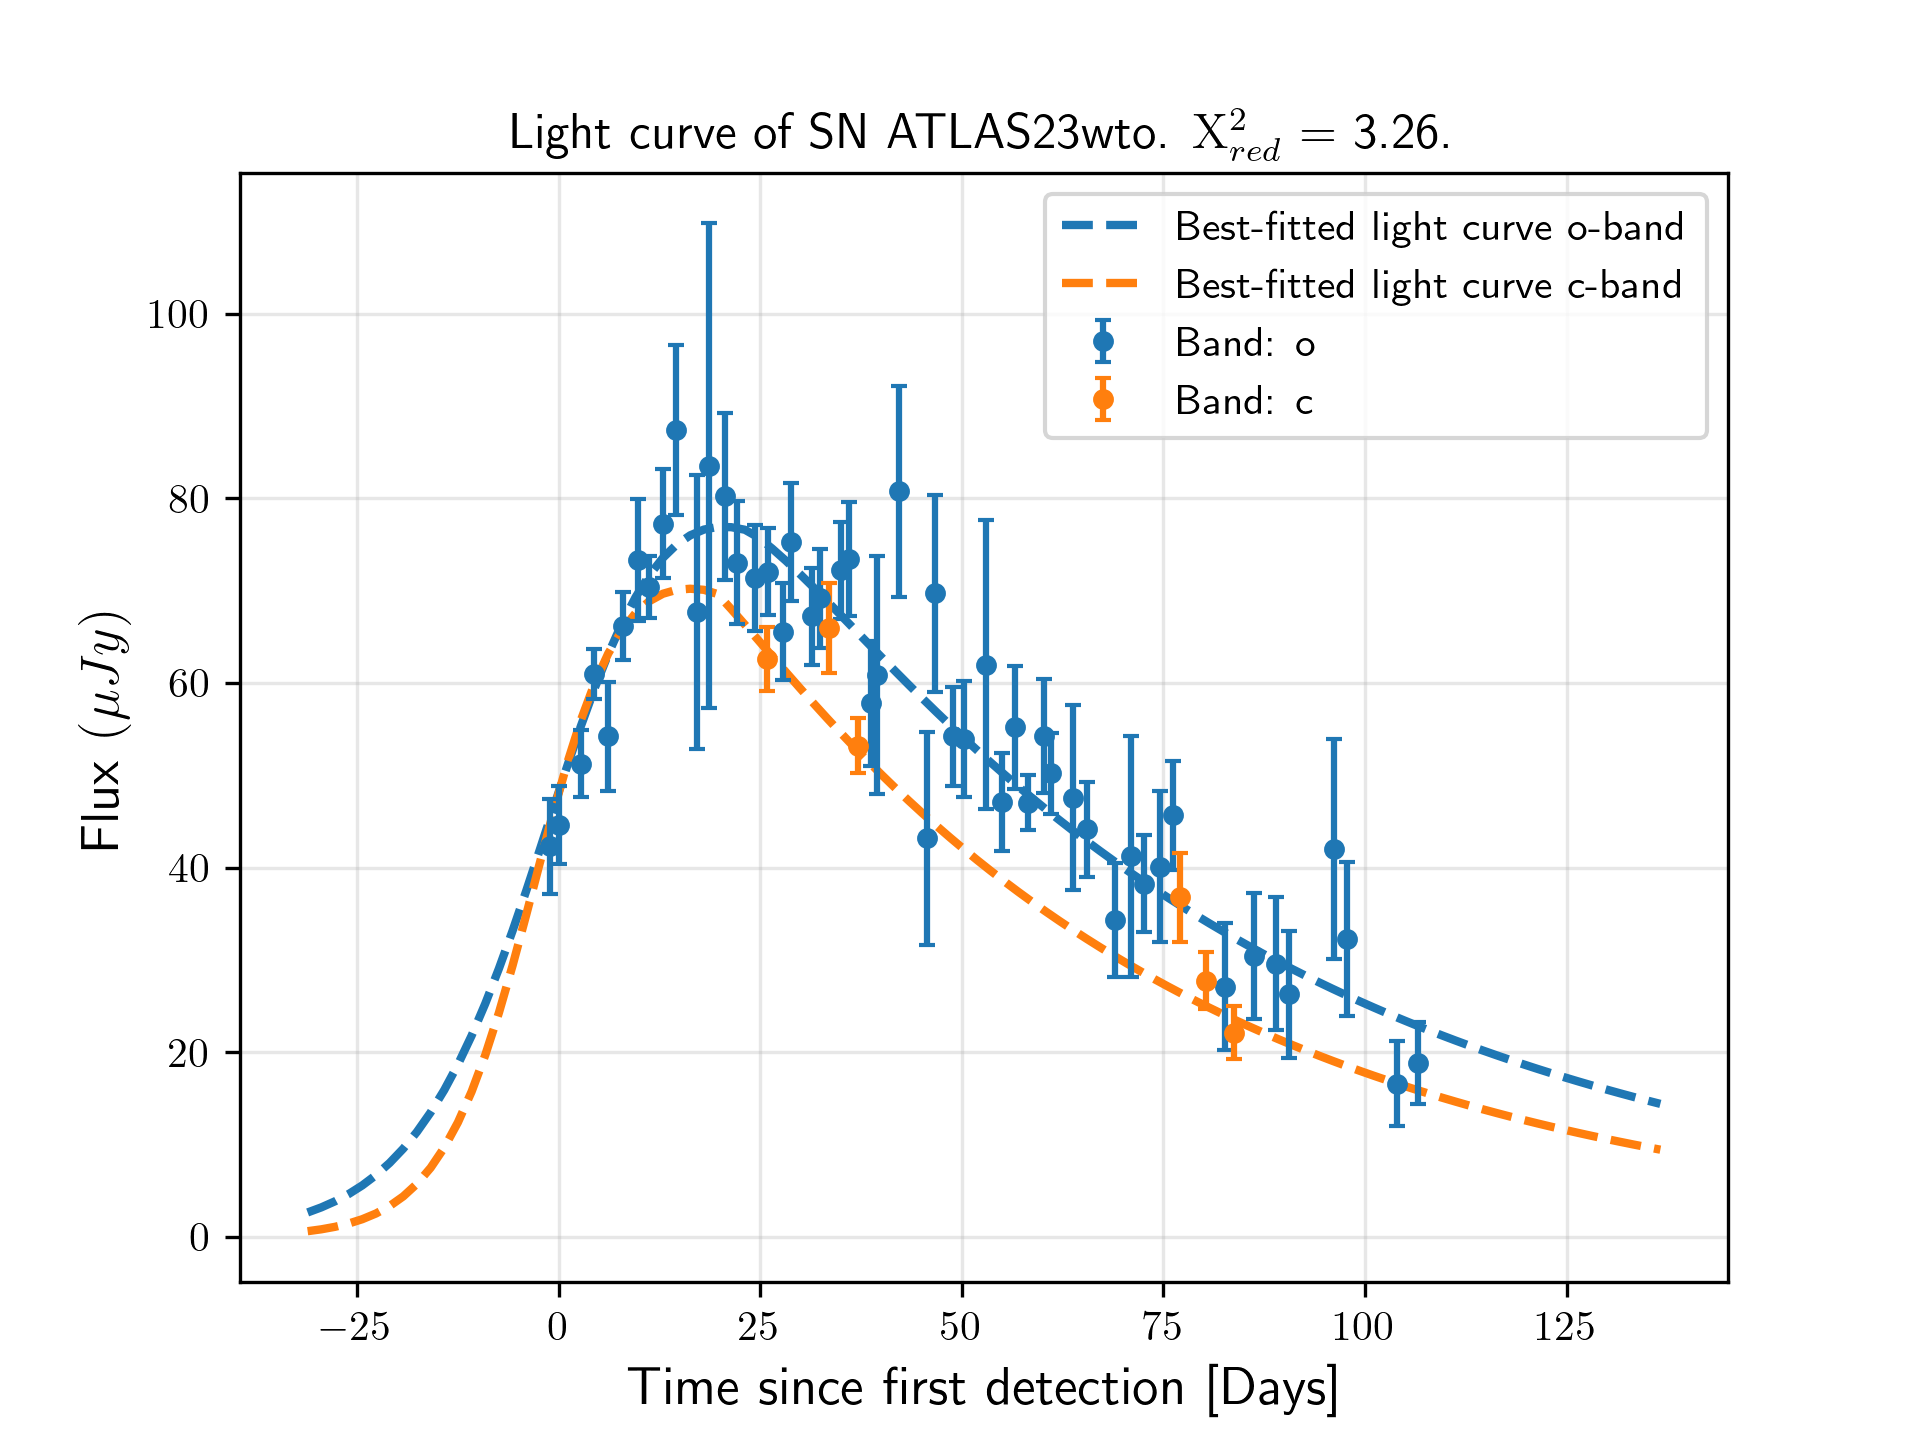 Light curve of SN ATLAS23wto. Χ²_red = 3.26.
Best-fitted light curve o-band
Best-fitted light curve c-band
Band: o
Band: c
Flux (μJy)
100
80
60
40
20
0
−25 0 25 50 75 100 125
Time since first detection [Days]